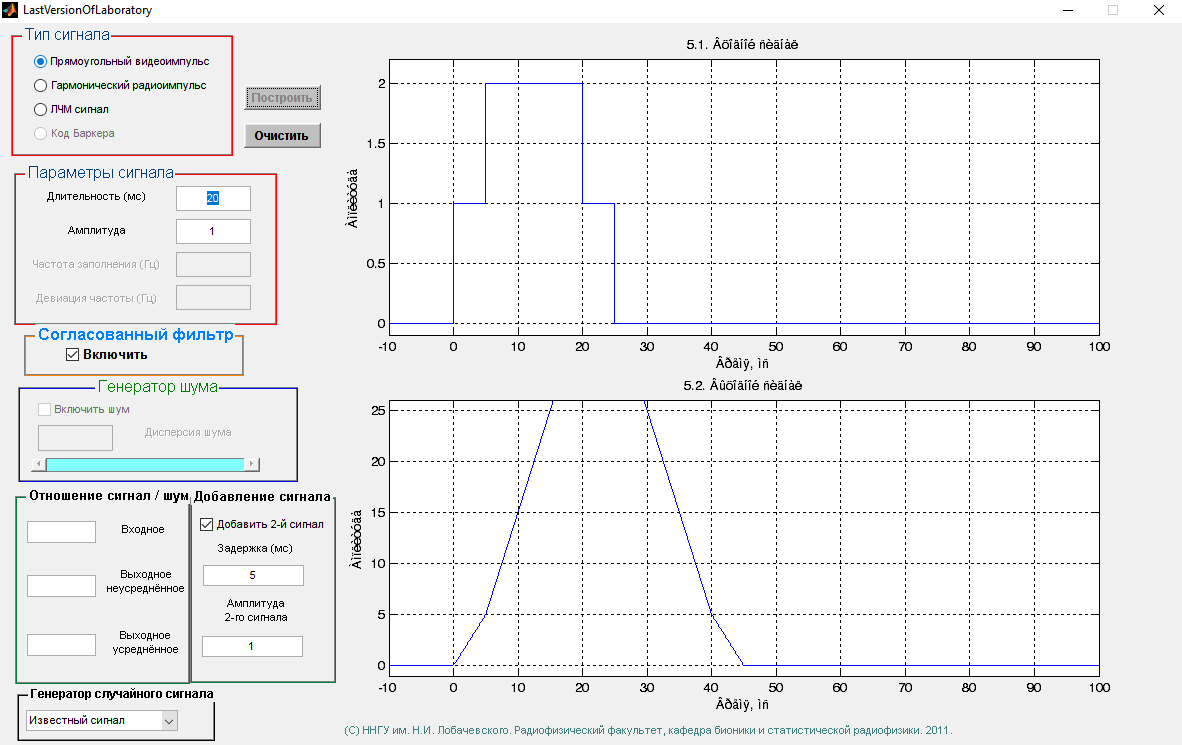 LastVersionOfLaboratory
Тип сигнала
Прямоугольный видеоимпульс
Гармонический радиоимпульс
ЛЧМ сигнал
Код Баркера
Построить
Очистить
Параметры сигнала
Длительность (мс)
20
Амплитуда
1
Частота заполнения (Гц)
Девиация частоты (Гц)
Согласованный фильтр
Включить
Генератор шума
Включить шум
Дисперсия шума
Отношение сигнал / шум
Входное
Выходное
неусреднённое
Выходное
усреднённое
Добавление сигнала
Добавить 2-й сигнал
Задержка (мс)
5
Амплитуда
2-го сигнала
1
Генератор случайного сигнала
Известный сигнал
5.1. Âõîäíîé ñèãíàë
2
1.5
1
0.5
0
Àìïëèòóäà
-10 0 10 20 30 40 50 60 70 80 90 100
Âðåìÿ, ìñ
5.2. Âûõîäíîé ñèãíàë
25
20
15
10
5
0
Àìïëèòóäà
-10 0 10 20 30 40 50 60 70 80 90 100
Âðåìÿ, ìñ
(С) ННГУ им. Н.И. Лобачевского. Радиофизический факультет, кафедра бионики и статистической радиофизики. 2011.